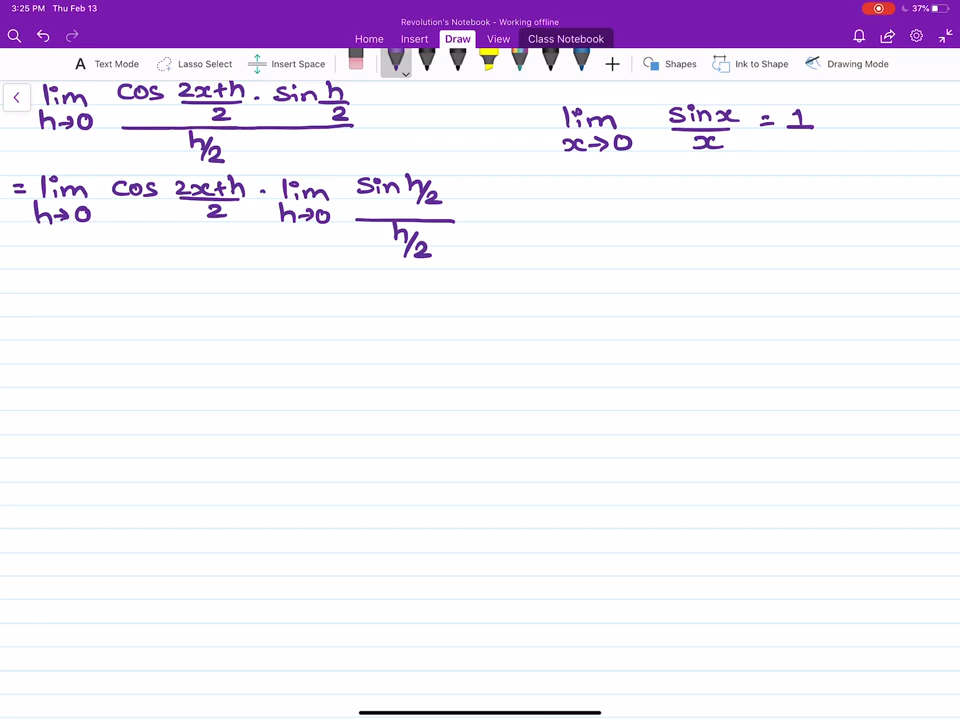 3:25 PM Thu Feb 13
37%
Revolution's Notebook - Working offline
Home Insert Draw View Class Notebook
A Text Mode Lasso Select Insert Space Shapes Ink to Shape Drawing Mode
lim h→0 (cos (2x+h)/2 · sin h/2) / (h/2)
lim x→0 sinx/x = 1
= lim h→0 cos (2x+h)/2 · lim h→0 (sin h/2) / (h/2)